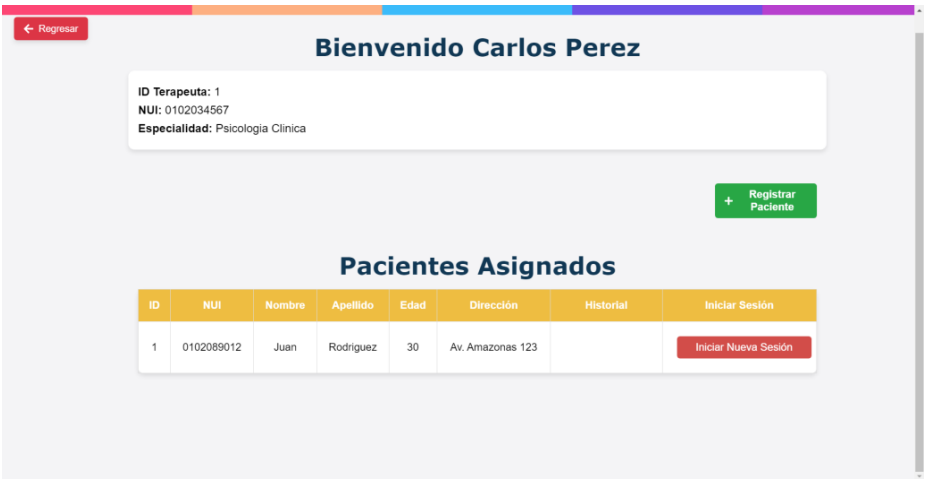 ← Regresar
Bienvenido Carlos Perez
ID Terapeuta: 1
NUI: 0102034567
Especialidad: Psicologia Clinica
+ Registrar
Paciente
Pacientes Asignados
ID NUI Nombre Apellido Edad Dirección Historial Iniciar Sesión
1 0102089012 Juan Rodriguez 30 Av. Amazonas 123 Iniciar Nueva Sesión